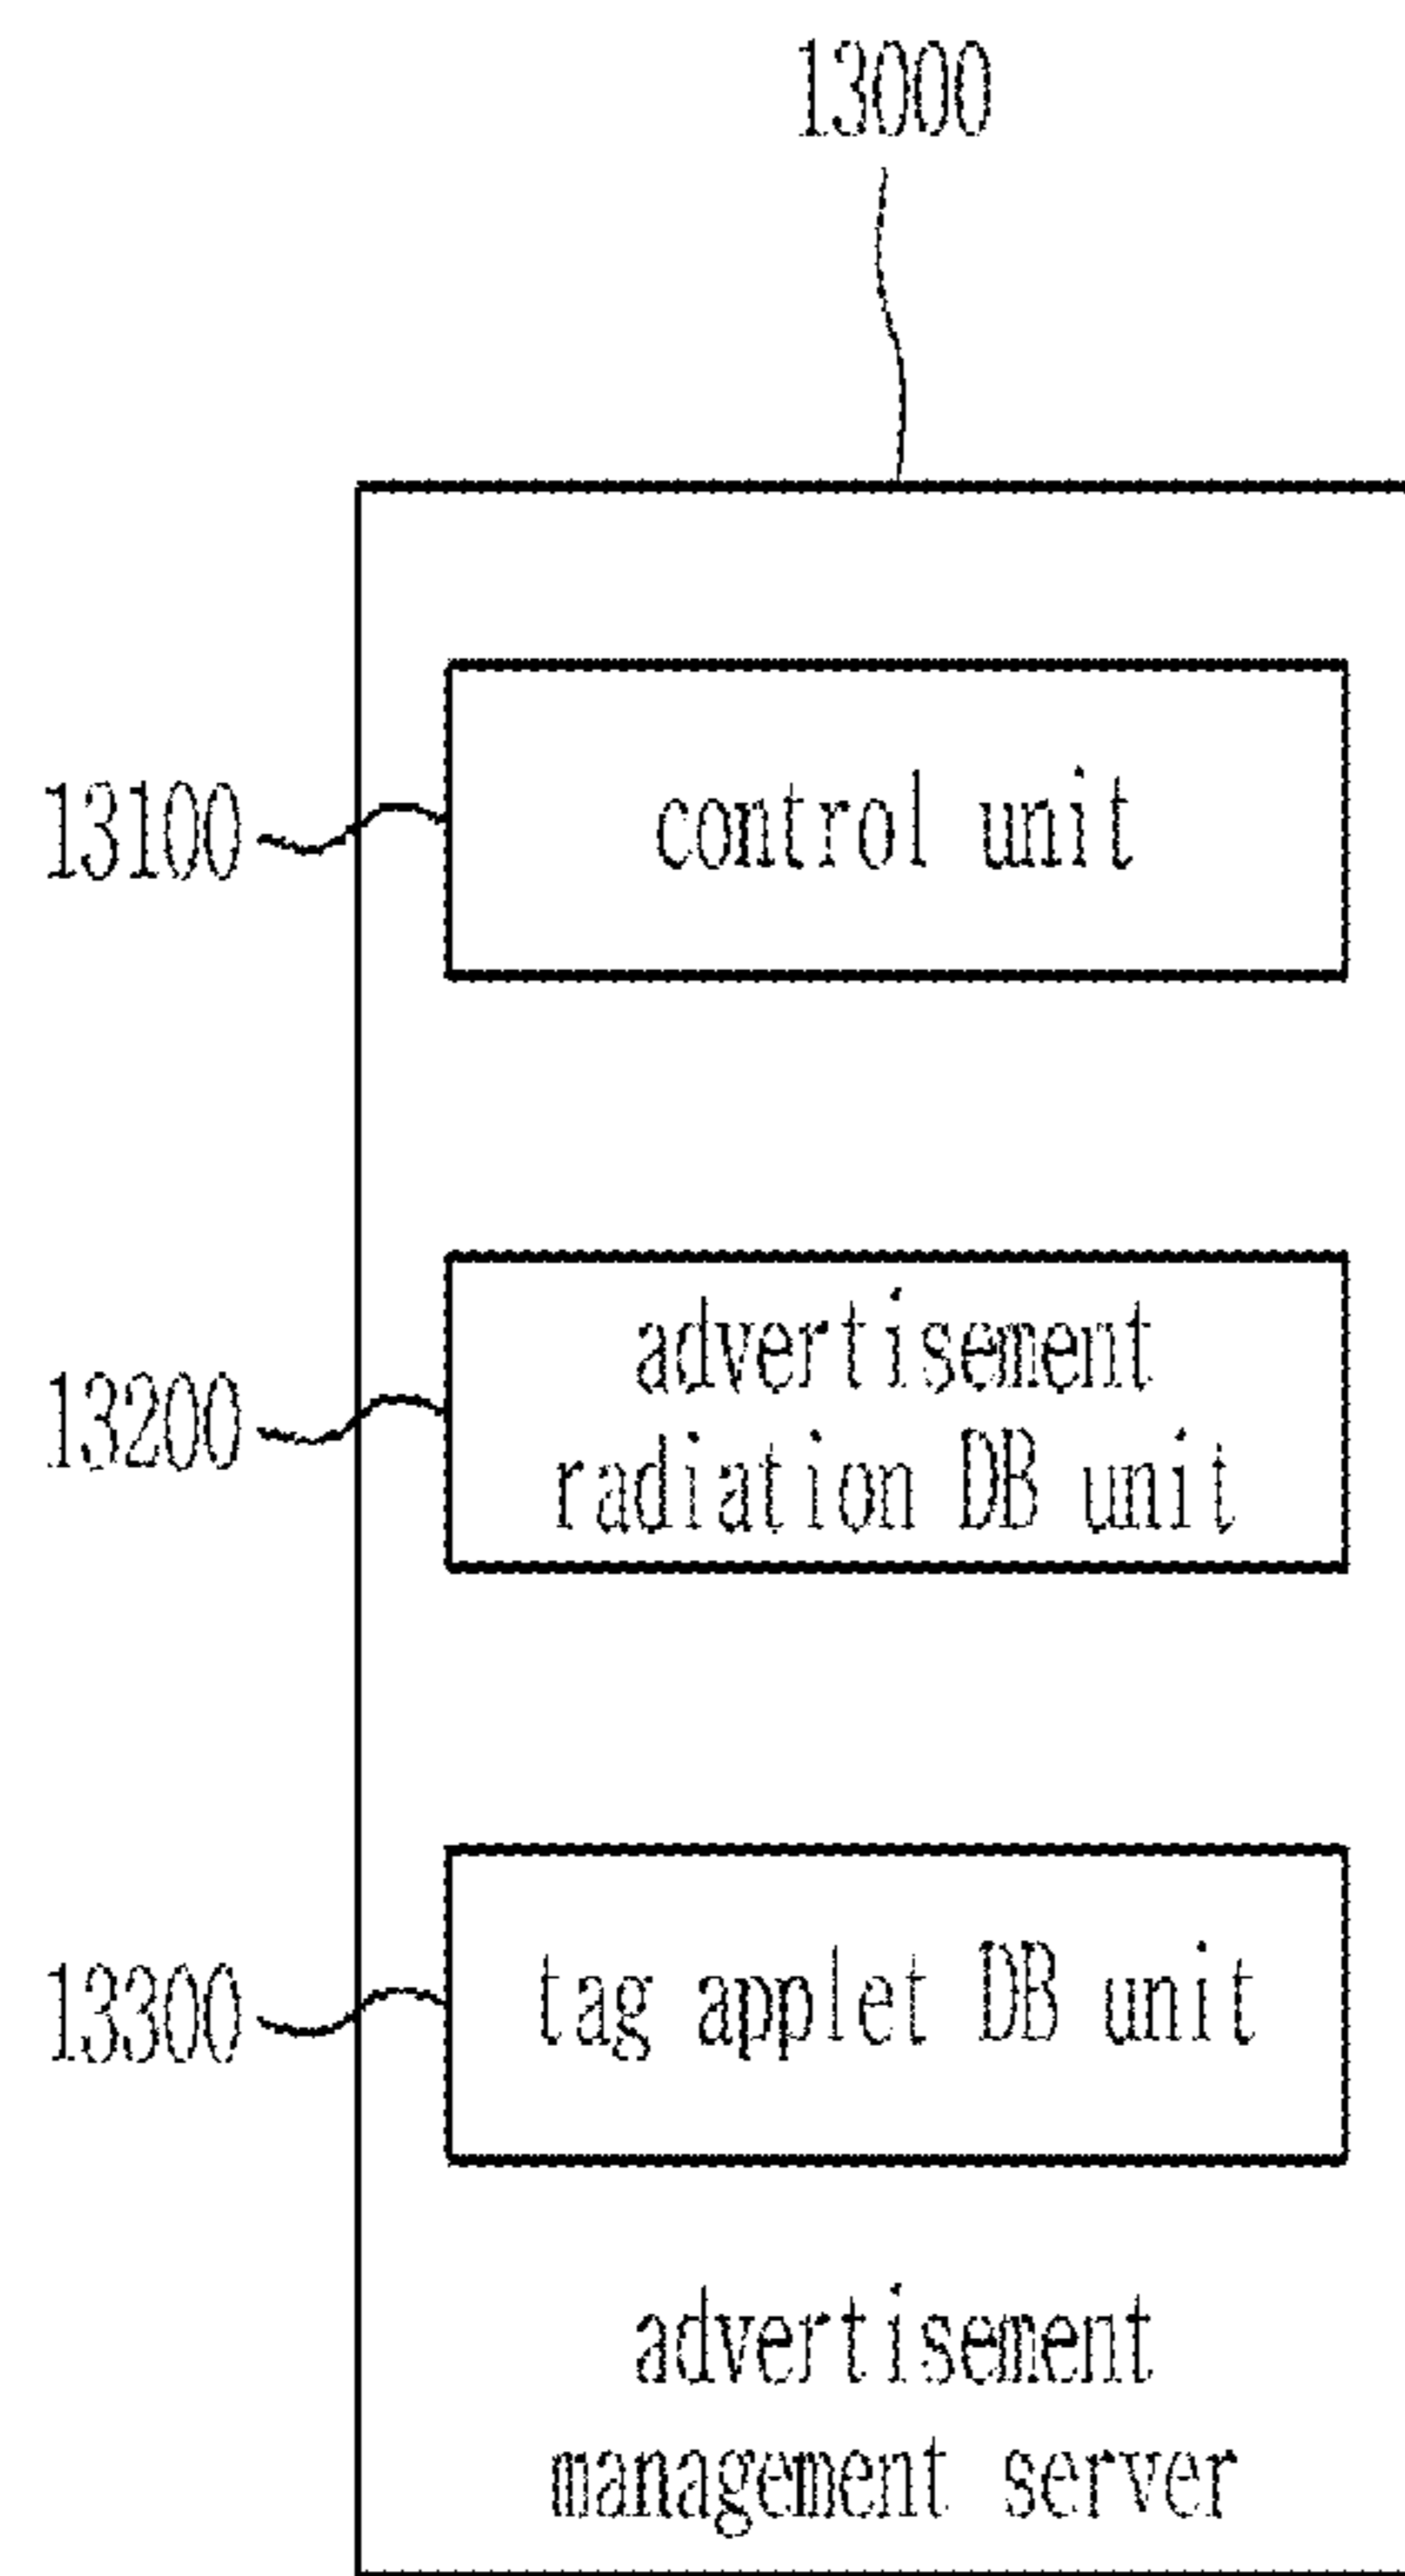 13000
13100
control unit
13200
advertisement
radiation DB unit
13300
tag applet DB unit
advertisement
management server